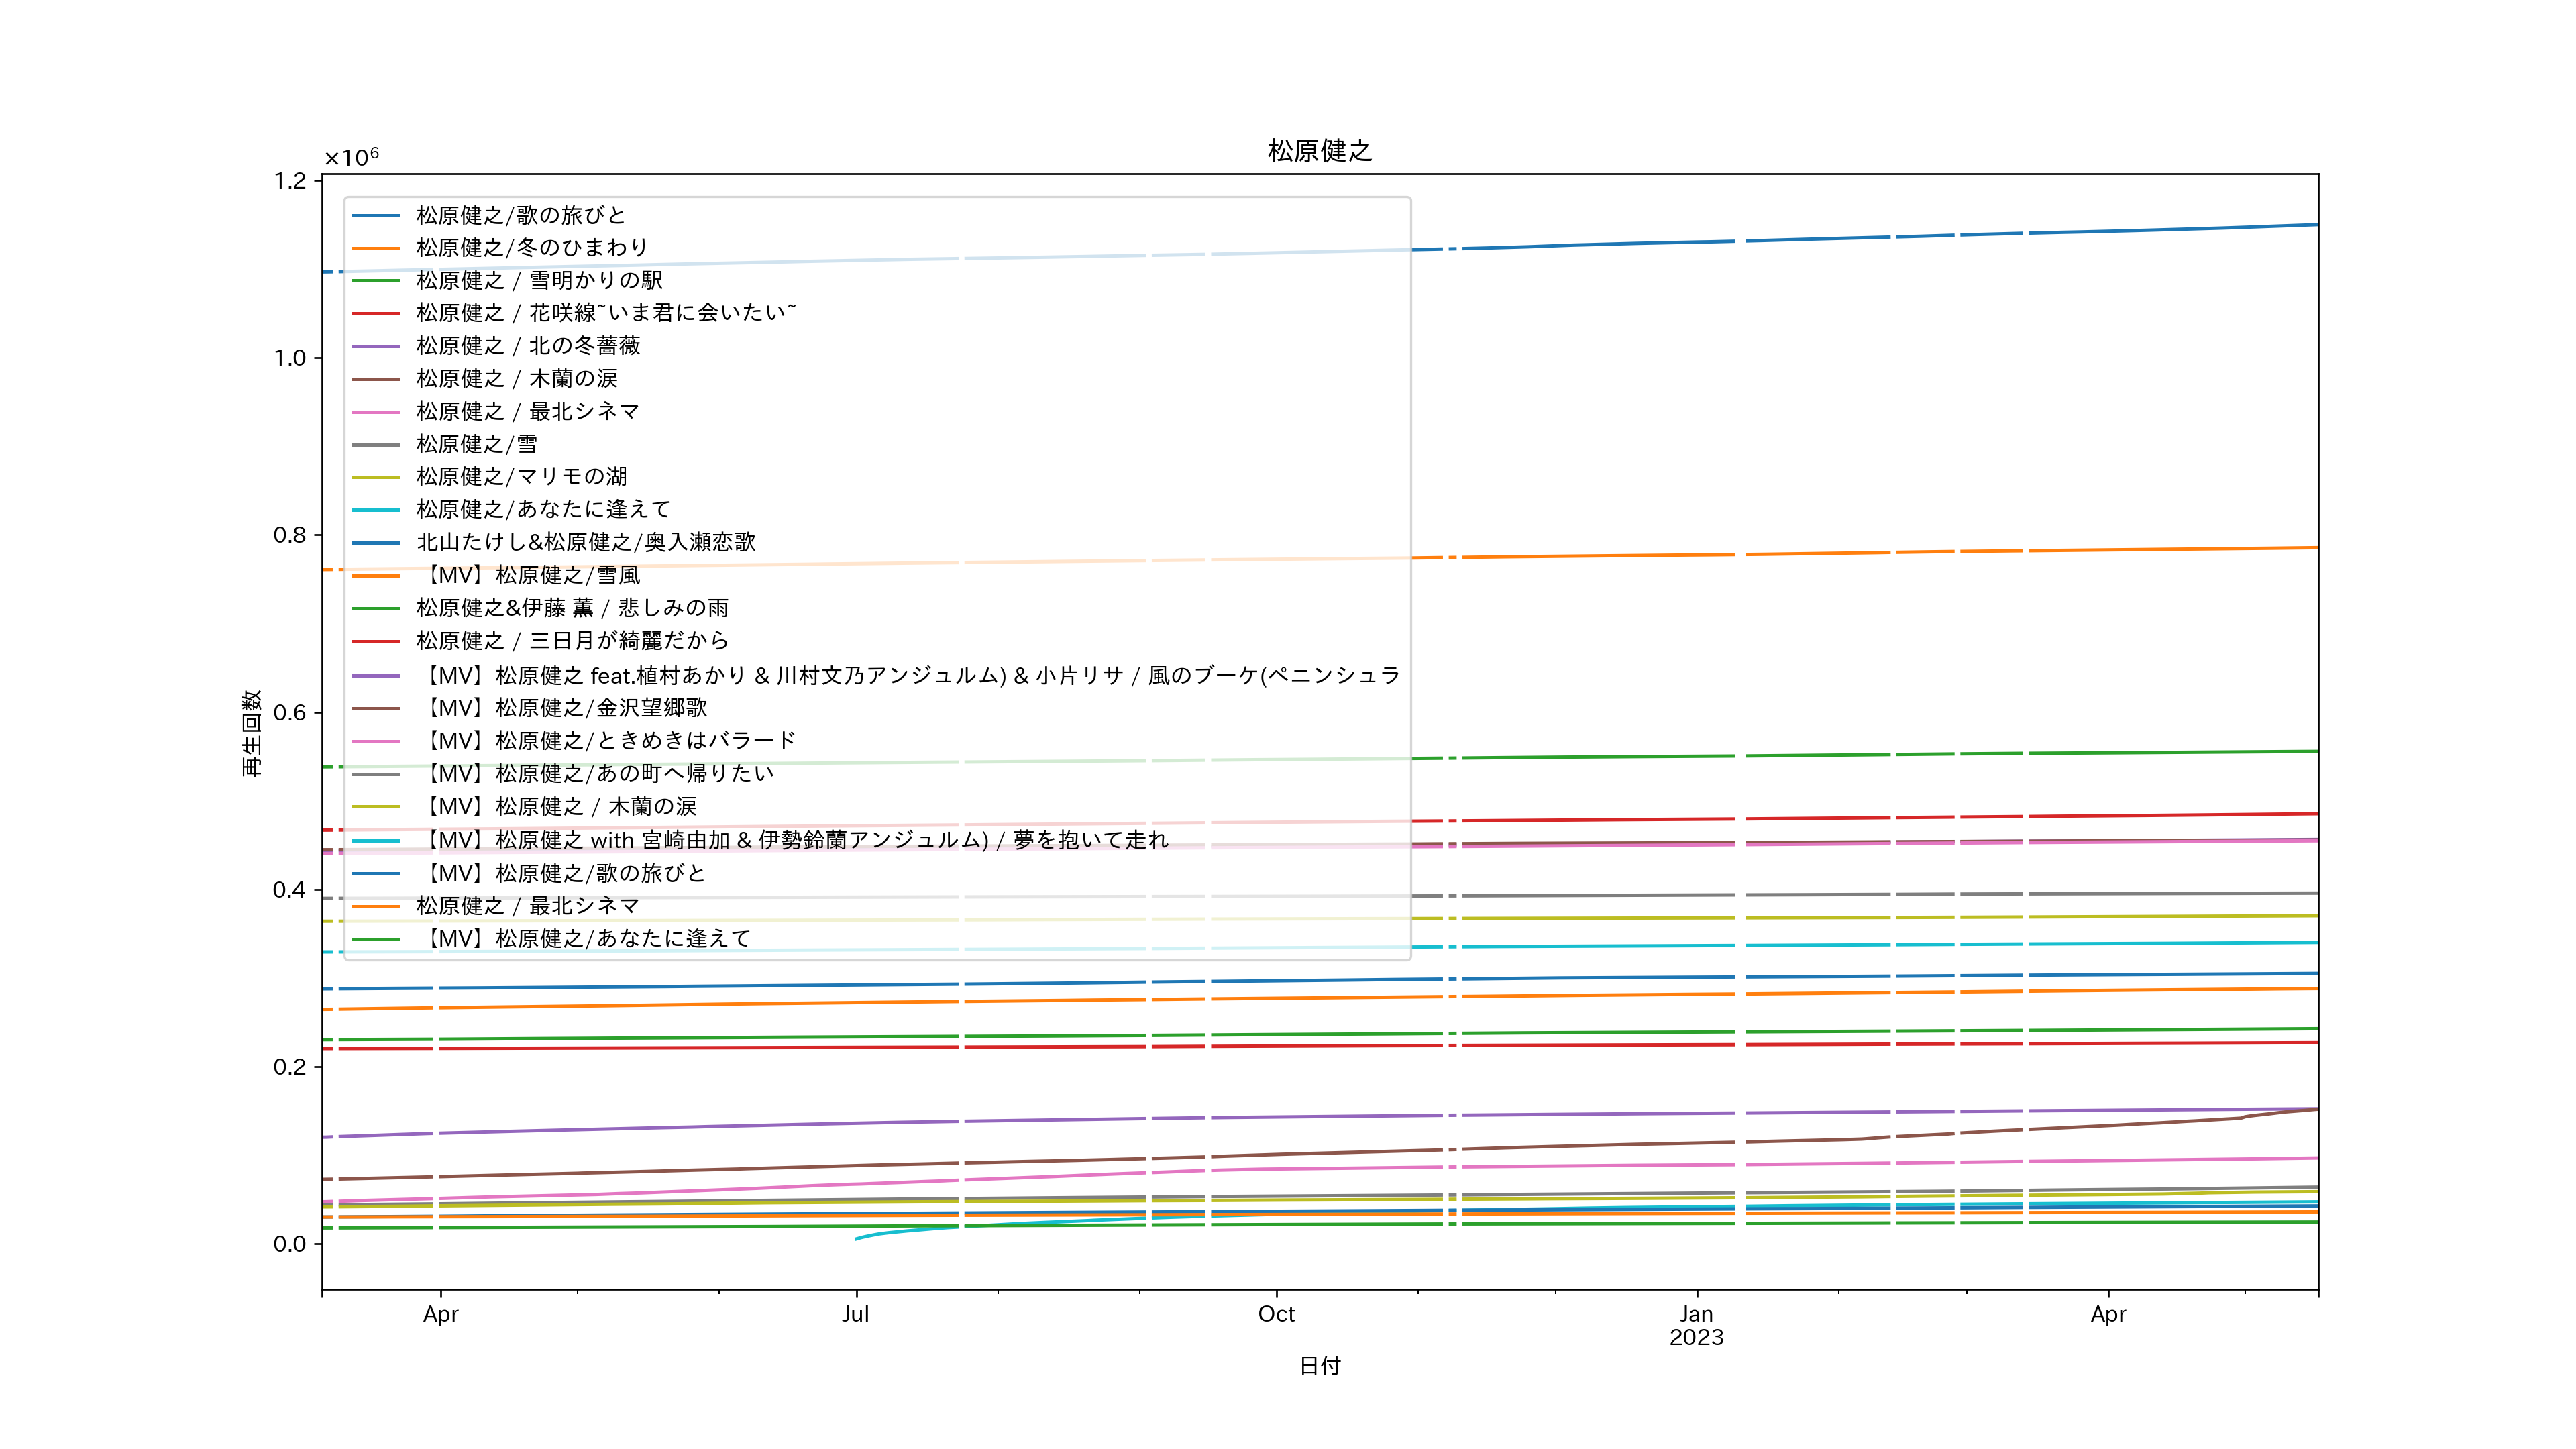 松原健之
×10⁶
1.2
1.0
0.8
0.6
0.4
0.2
0.0
再生回数
松原健之/歌の旅びと
松原健之/冬のひまわり
松原健之 / 雪明かりの駅
松原健之 / 花咲線~いま君に会いたい~
松原健之 / 北の冬薔薇
松原健之 / 木蘭の涙
松原健之 / 最北シネマ
松原健之/雪
松原健之/マリモの湖
松原健之/あなたに逢えて
北山たけし&松原健之/奥入瀬恋歌
【MV】松原健之/雪風
松原健之&伊藤 薫 / 悲しみの雨
松原健之 / 三日月が綺麗だから
【MV】松原健之 feat.植村あかり & 川村文乃アンジュルム) & 小片リサ / 風のブーケ(ペニンシュラ
【MV】松原健之/金沢望郷歌
【MV】松原健之/ときめきはバラード
【MV】松原健之/あの町へ帰りたい
【MV】松原健之 / 木蘭の涙
【MV】松原健之 with 宮崎由加 & 伊勢鈴蘭アンジュルム) / 夢を抱いて走れ
【MV】松原健之/歌の旅びと
松原健之 / 最北シネマ
【MV】松原健之/あなたに逢えて
Apr
Jul
Oct
Jan
2023
Apr
日付